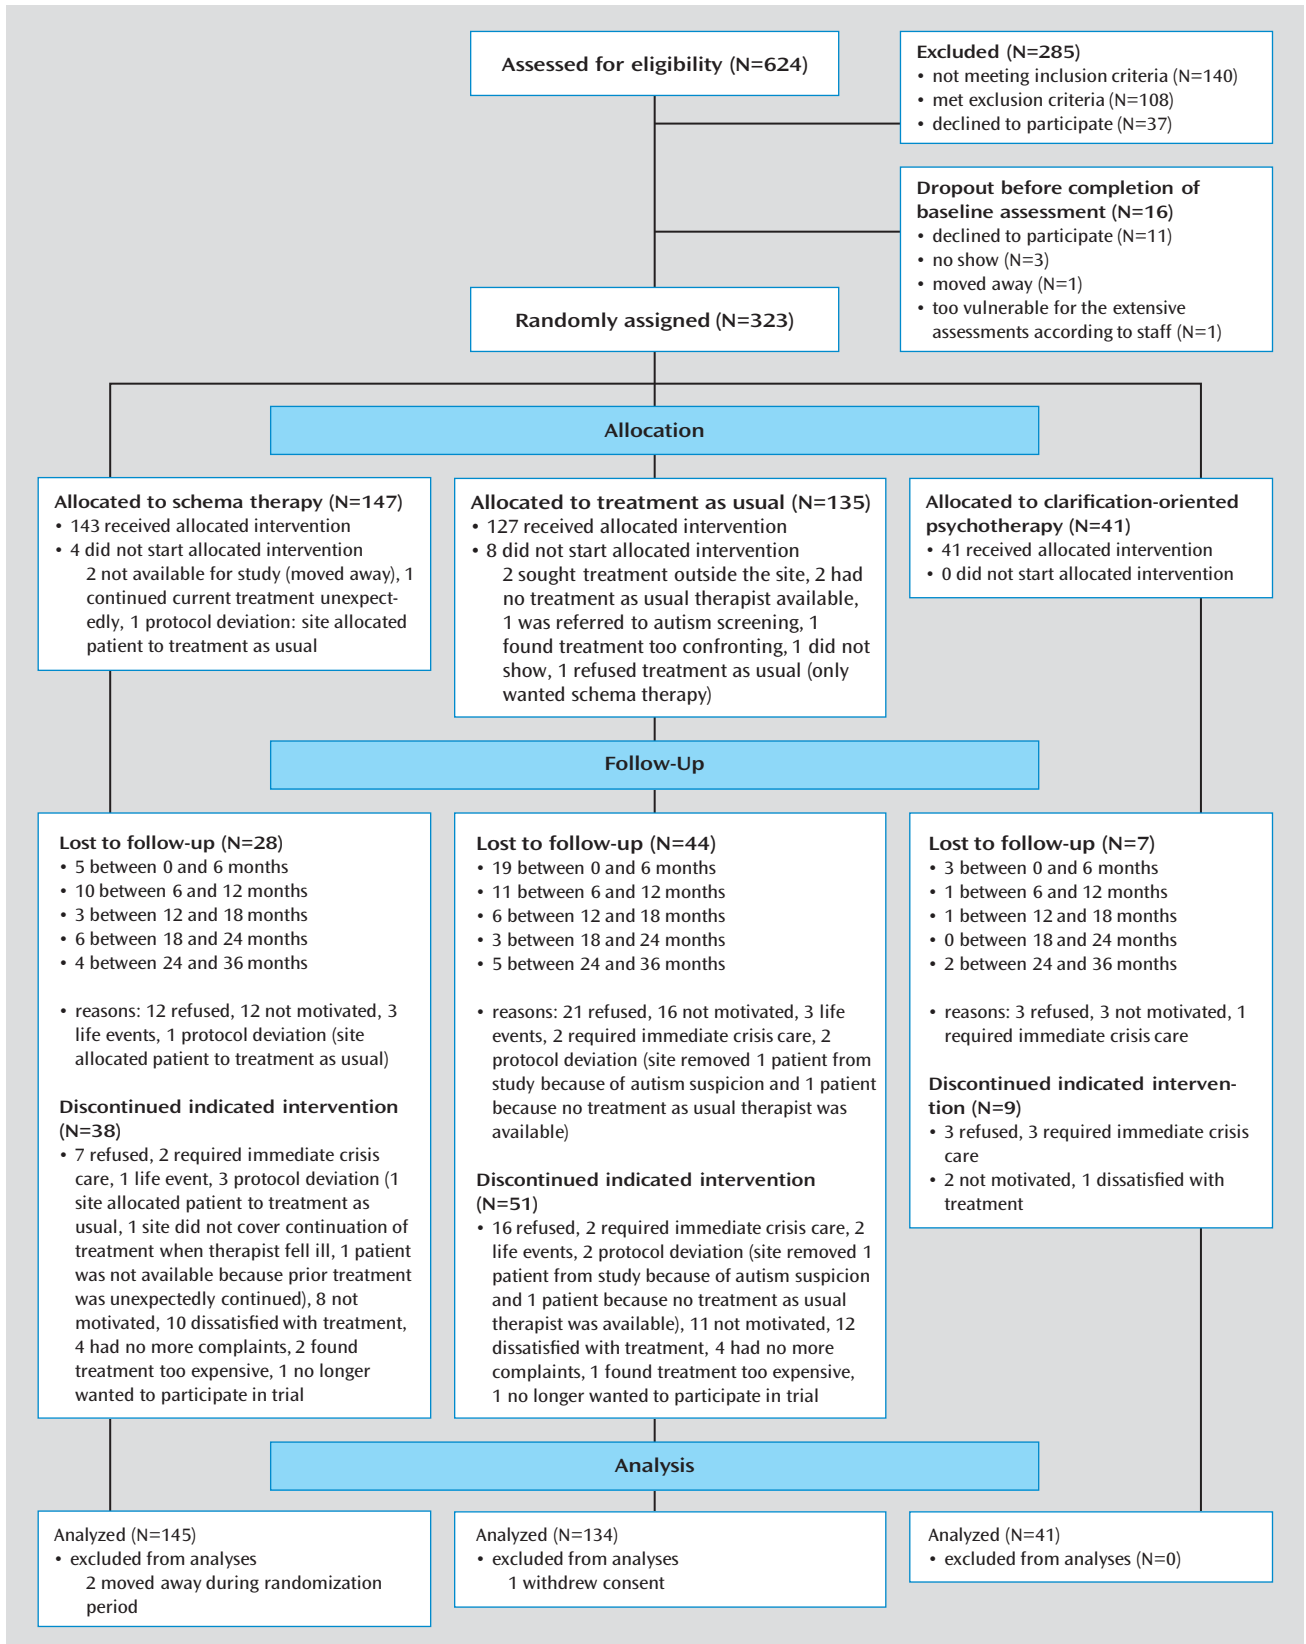 Assessed for eligibility (N=624)
Excluded (N=285)
• not meeting inclusion criteria (N=140)
• met exclusion criteria (N=108)
• declined to participate (N=37)
Dropout before completion of
baseline assessment (N=16)
• declined to participate (N=11)
• no show (N=3)
• moved away (N=1)
• too vulnerable for the extensive
assessments according to staff (N=1)
Randomly assigned (N=323)
Allocation
Allocated to schema therapy (N=147)
• 143 received allocated intervention
• 4 did not start allocated intervention
2 not available for study (moved away), 1
continued current treatment unexpect-
edly, 1 protocol deviation: site allocated
patient to treatment as usual
Allocated to treatment as usual (N=135)
• 127 received allocated intervention
• 8 did not start allocated intervention
2 sought treatment outside the site, 2 had
no treatment as usual therapist available,
1 was referred to autism screening, 1
found treatment too confronting, 1 did not
show, 1 refused treatment as usual (only
wanted schema therapy)
Allocated to clarification-oriented
psychotherapy (N=41)
• 41 received allocated intervention
• 0 did not start allocated intervention
Follow-Up
Lost to follow-up (N=28)
• 5 between 0 and 6 months
• 10 between 6 and 12 months
• 3 between 12 and 18 months
• 6 between 18 and 24 months
• 4 between 24 and 36 months
• reasons: 12 refused, 12 not motivated, 3
life events, 1 protocol deviation (site
allocated patient to treatment as usual)
Discontinued indicated intervention
(N=38)
• 7 refused, 2 required immediate crisis
care, 1 life event, 3 protocol deviation (1
site allocated patient to treatment as
usual, 1 site did not cover continuation of
treatment when therapist fell ill, 1 patient
was not available because prior treatment
was unexpectedly continued), 8 not
motivated, 10 dissatisfied with treatment,
4 had no more complaints, 2 found
treatment too expensive, 1 no longer
wanted to participate in trial
Lost to follow-up (N=44)
• 19 between 0 and 6 months
• 11 between 6 and 12 months
• 6 between 12 and 18 months
• 3 between 18 and 24 months
• 5 between 24 and 36 months
• reasons: 21 refused, 16 not motivated, 3 life
events, 2 required immediate crisis care, 2
protocol deviation (site removed 1 patient from
study because of autism suspicion and 1 patient
because no treatment as usual therapist was
available)
Discontinued indicated intervention
(N=51)
• 16 refused, 2 required immediate crisis care, 2
life events, 2 protocol deviation (site removed 1
patient from study because of autism suspicion
and 1 patient because no treatment as usual
therapist was available), 11 not motivated, 12
dissatisfied with treatment, 4 had no more
complaints, 1 found treatment too expensive,
1 no longer wanted to participate in trial
Lost to follow-up (N=7)
• 3 between 0 and 6 months
• 1 between 6 and 12 months
• 1 between 12 and 18 months
• 0 between 18 and 24 months
• 2 between 24 and 36 months
• reasons: 3 refused, 3 not motivated, 1
required immediate crisis care
Discontinued indicated interven-
tion (N=9)
• 3 refused, 3 required immediate crisis
care
• 2 not motivated, 1 dissatisfied with
treatment
Analysis
Analyzed (N=145)
• excluded from analyses
2 moved away during randomization
period
Analyzed (N=134)
• excluded from analyses
1 withdrew consent
Analyzed (N=41)
• excluded from analyses (N=0)